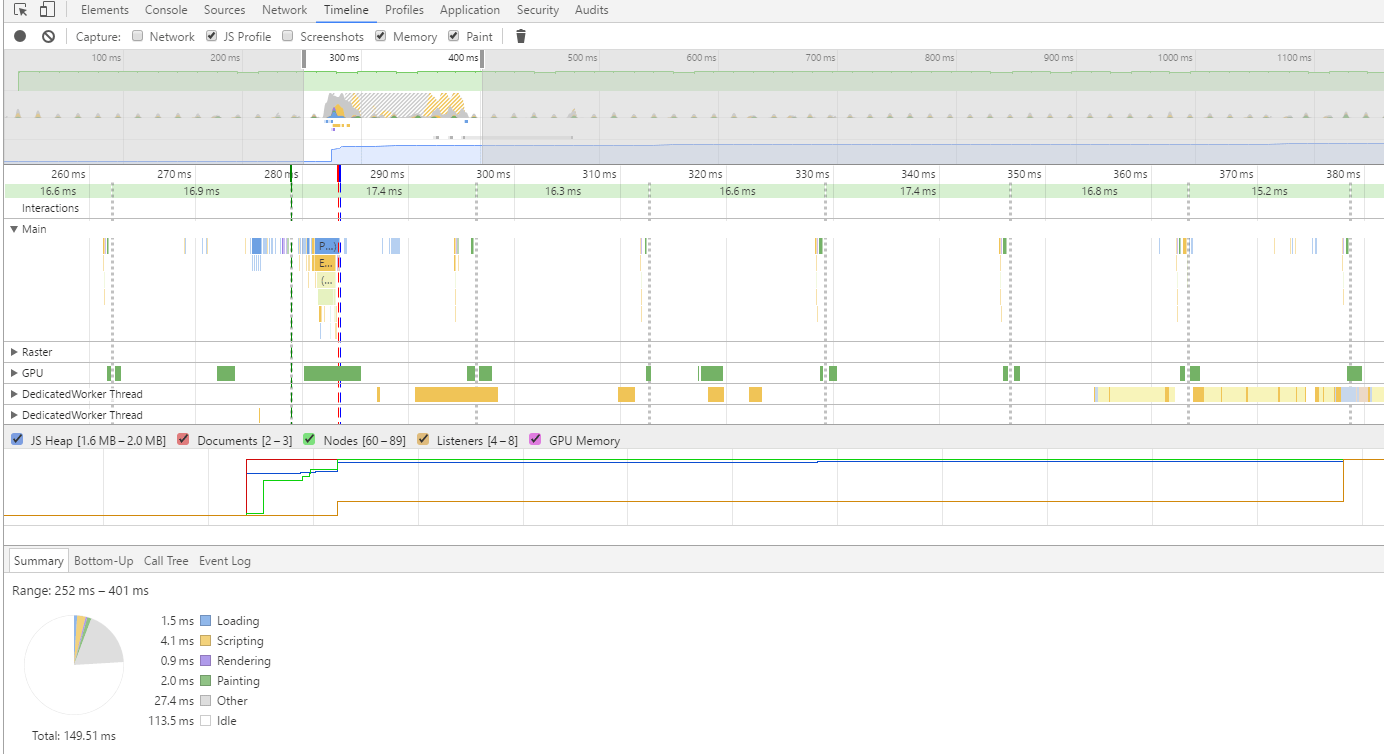 Elements Console Sources Network Timeline Profiles Application Security Audits
Capture: Network JS Profile Screenshots Memory Paint
100 ms 200 ms 300 ms 400 ms 500 ms 600 ms 700 ms 800 ms 900 ms 1000 ms 1100 ms
260 ms 270 ms 280 ms 290 ms 300 ms 310 ms 320 ms 330 ms 340 ms 350 ms 360 ms 370 ms 380 ms
16.6 ms 16.9 ms 17.4 ms 16.3 ms 16.6 ms 17.4 ms 16.8 ms 15.2 ms
Interactions
Main
P...)
E...
(...
Raster
GPU
DedicatedWorker Thread
DedicatedWorker Thread
JS Heap [1.6 MB – 2.0 MB] Documents [2 – 3] Nodes [60 – 89] Listeners [4 – 8] GPU Memory
Summary Bottom-Up Call Tree Event Log
Range: 252 ms – 401 ms
1.5 ms Loading
4.1 ms Scripting
0.9 ms Rendering
2.0 ms Painting
27.4 ms Other
113.5 ms Idle
Total: 149.51 ms